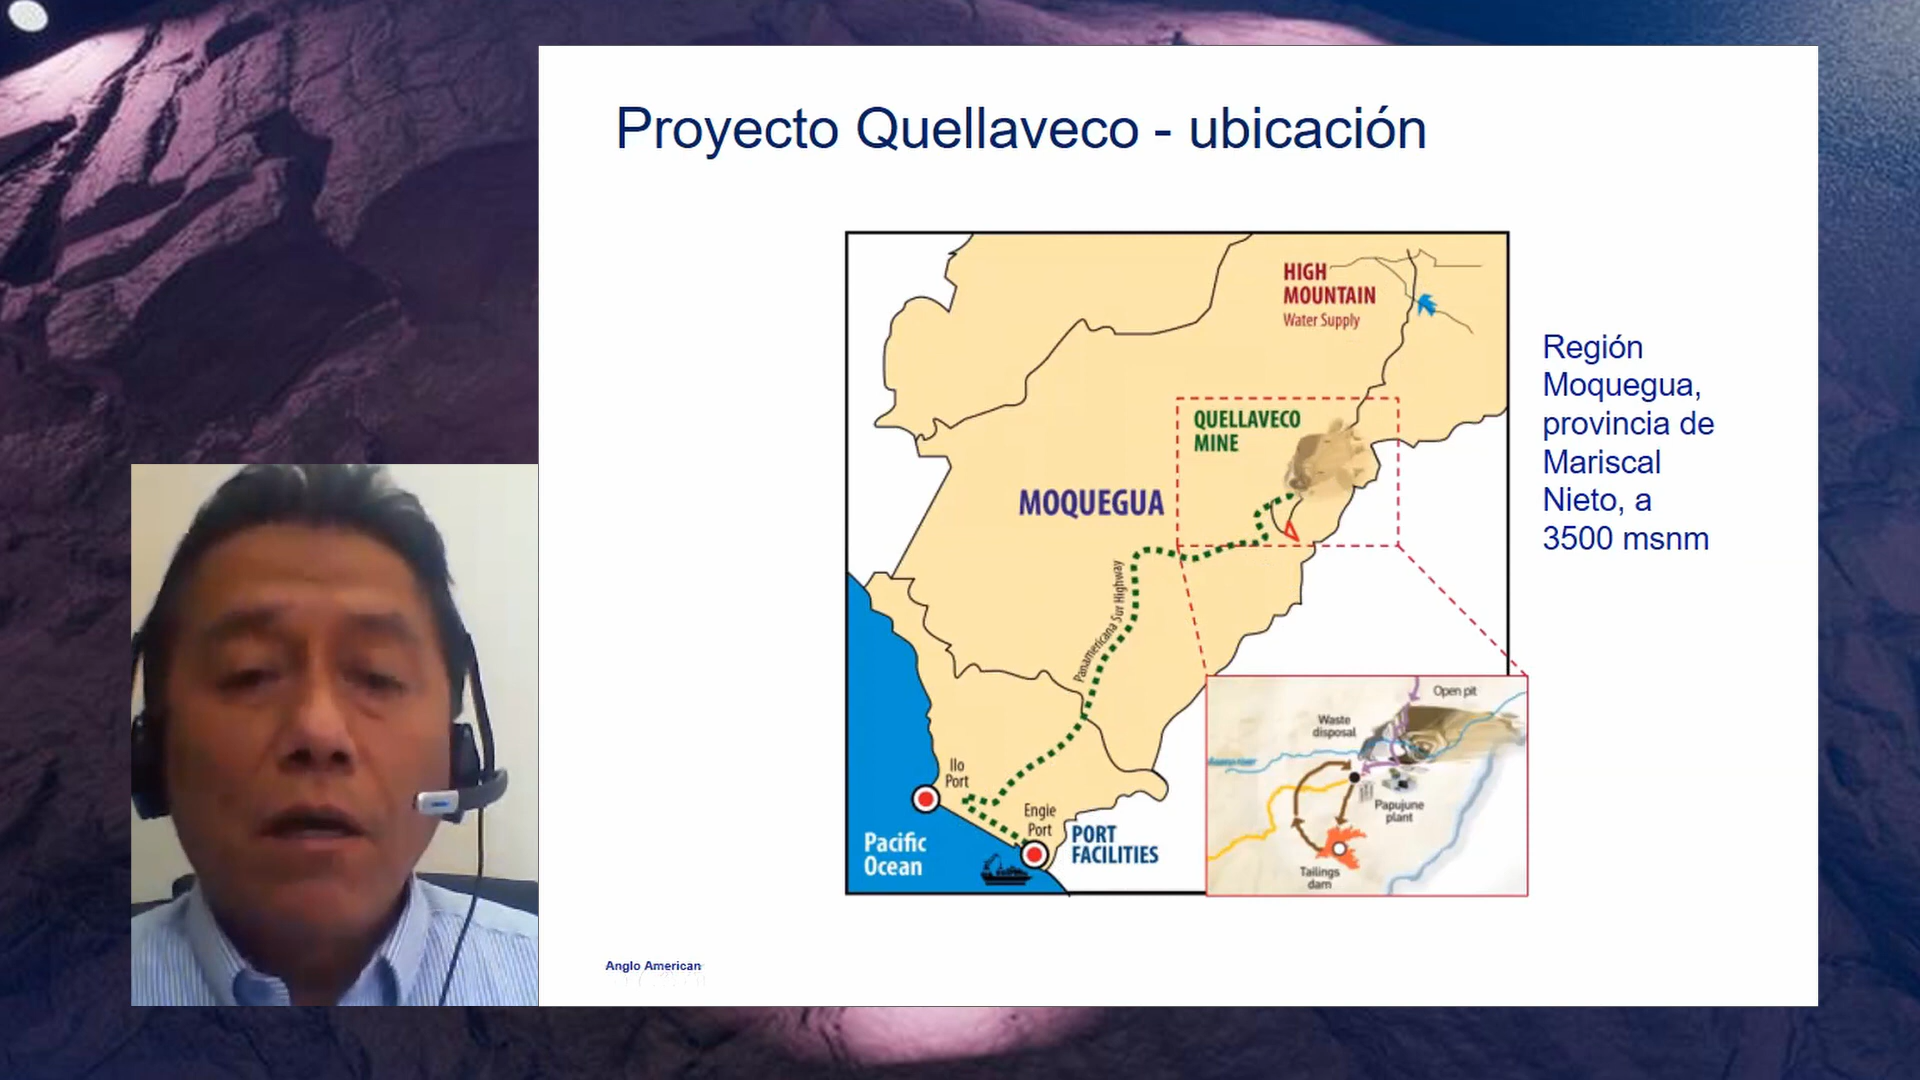 Proyecto Quellaveco - ubicación
HIGH
MOUNTAIN
Water Supply
QUELLAVECO
MINE
MOQUEGUA
Panamericana Sur Highway
Ilo
Port
Engie
Port
PORT
FACILITIES
Pacific
Ocean
Open pit
Waste
disposal
Papujune
plant
Tailings
dam
Región
Moquegua,
provincia de
Mariscal
Nieto, a
3500 msnm
Anglo American